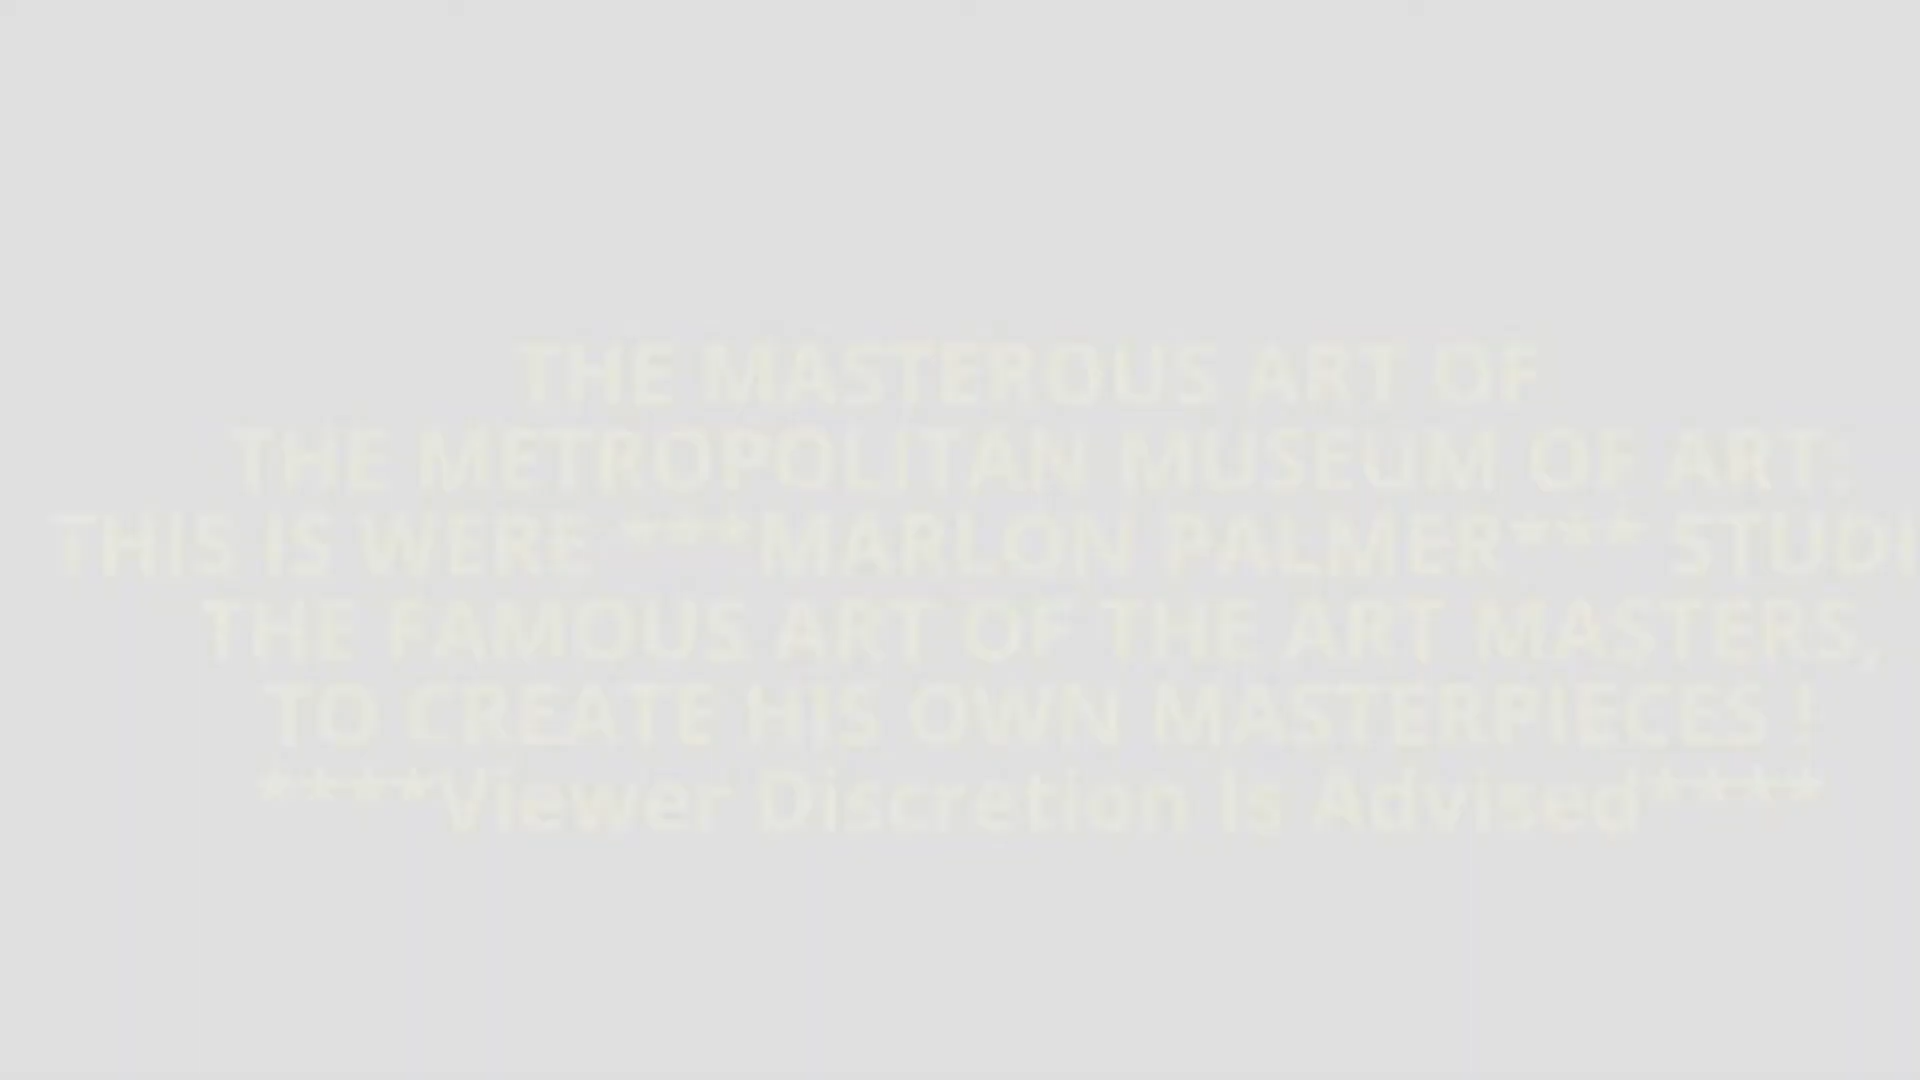 THE MASTEROUS ART OF
THE METROPOLITAN MUSEUM OF ART:
THIS IS WERE ***MARLON PALMER*** STUDI
THE FAMOUS ART OF THE ART MASTERS,
TO CREATE HIS OWN MASTERPIECES !
****Viewer Discretion Is Advised****